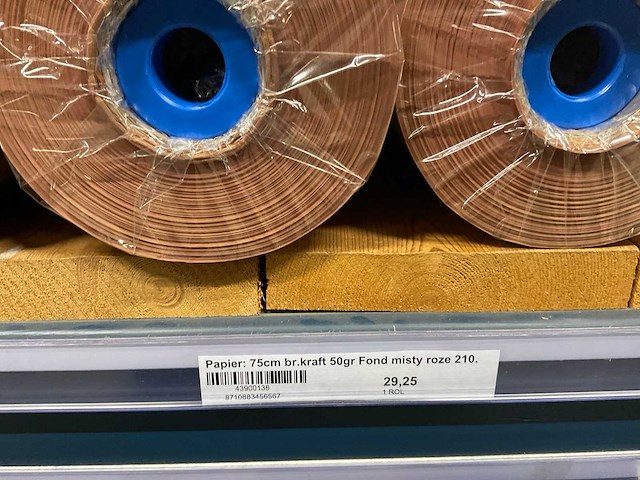 Papier: 75cm br.kraft 50gr Fond misty roze 210.
43900136
29,25
8710883456567
1 ROL